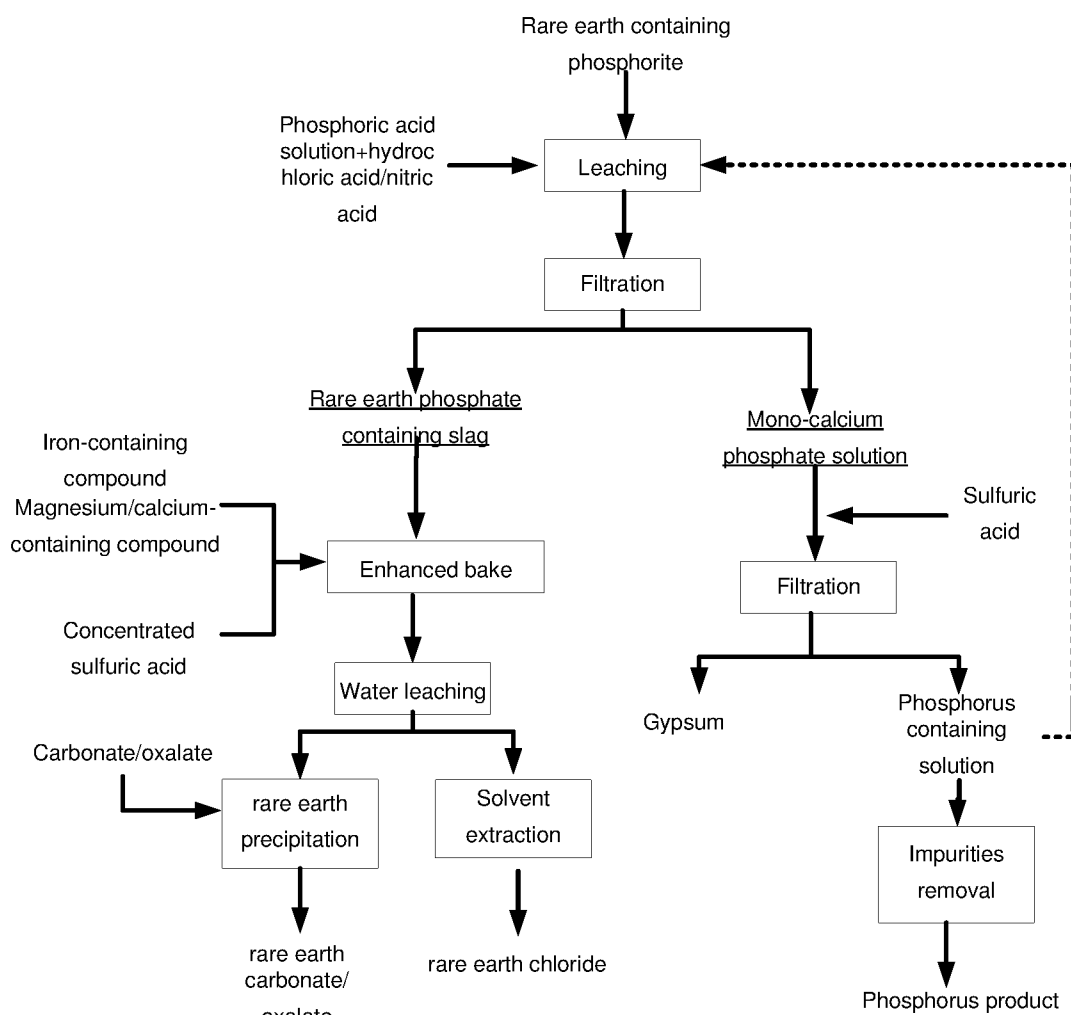 Rare earth containing
phosphorite
Phosphoric acid
solution+hydroc
hloric acid/nitric
acid
Leaching
Filtration
Rare earth phosphate
containing slag
Mono-calcium
phosphate solution
Iron-containing
compound
Magnesium/calcium-
containing compound
Sulfuric
acid
Enhanced bake
Filtration
Concentrated
sulfuric acid
Water leaching
Gypsum
Phosphorus
containing
solution
Carbonate/oxalate
rare earth
precipitation
Solvent
extraction
Impurities
removal
rare earth
carbonate/
oxalate
rare earth chloride
Phosphorus product